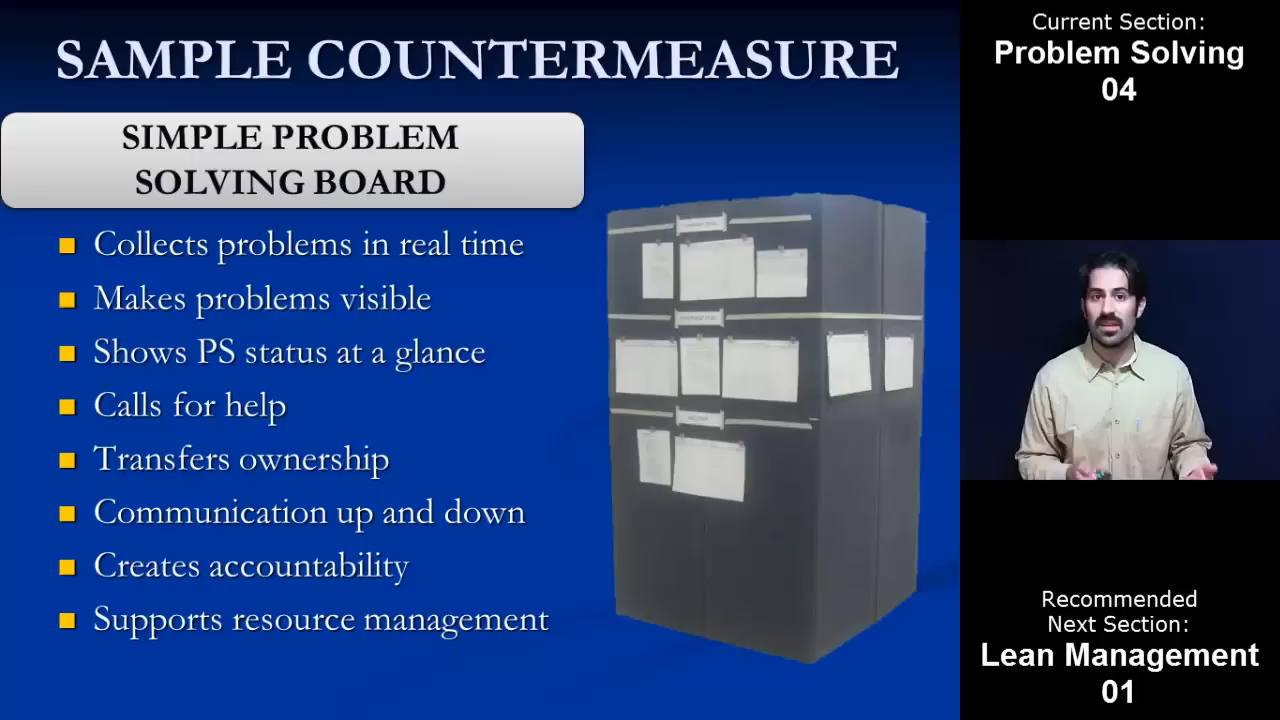 SAMPLE COUNTERMEASURE
SIMPLE PROBLEM
SOLVING BOARD
Collects problems in real time
Makes problems visible
Shows PS status at a glance
Calls for help
Transfers ownership
Communication up and down
Creates accountability
Supports resource management
Current Section:
Problem Solving
04
Recommended
Next Section:
Lean Management
01